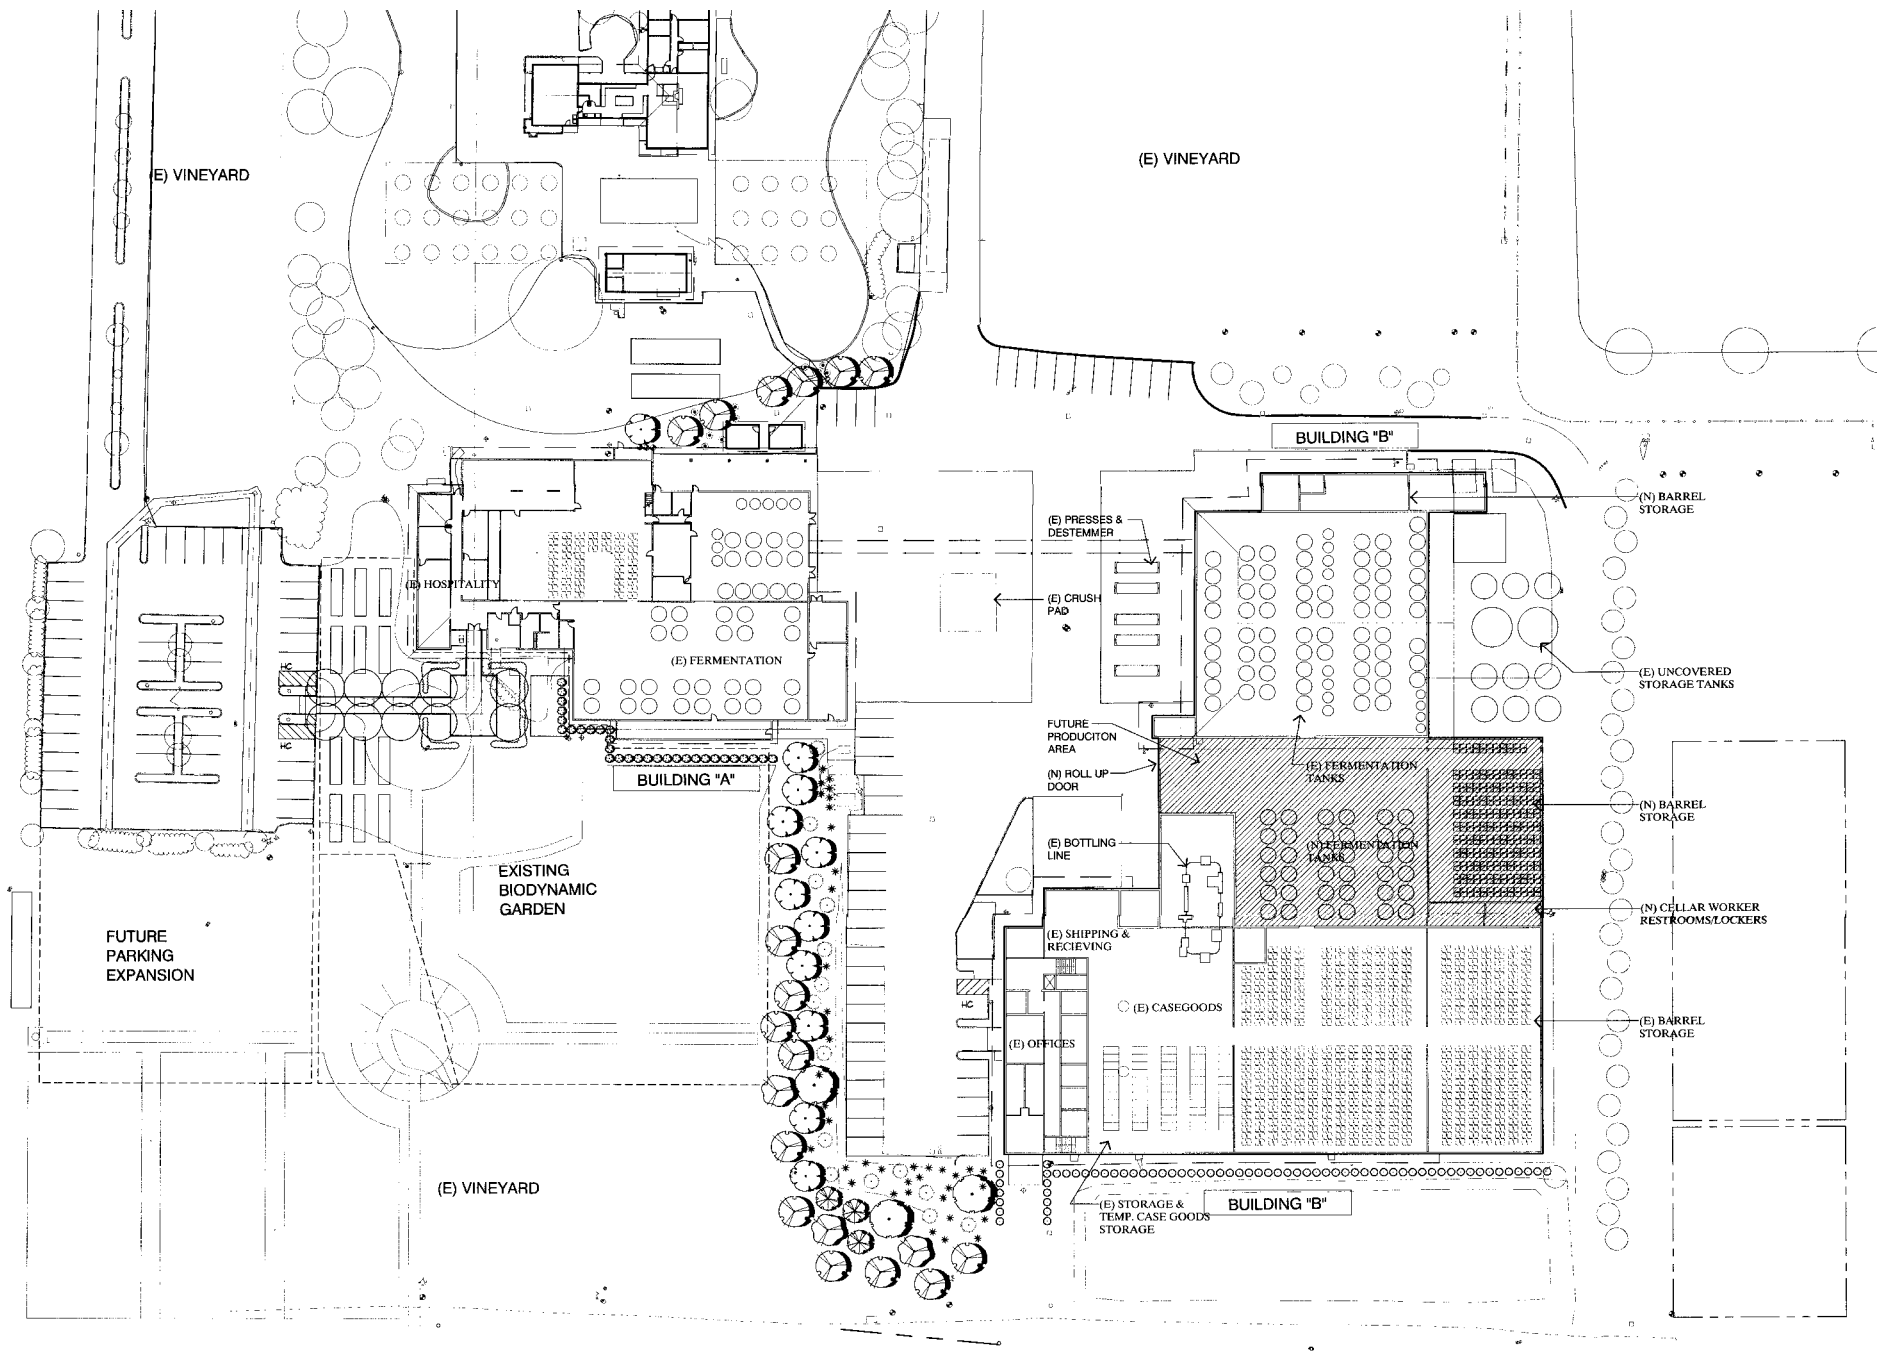 (E) VINEYARD
(E) VINEYARD
BUILDING "B"
(N) BARREL
STORAGE
(E) PRESSES &
DESTEMMER
(E) HOSPITALITY
(E) CRUSH
PAD
(E) FERMENTATION
HC
(E) UNCOVERED
STORAGE TANKS
HC
FUTURE
PRODUCITON
AREA
(E) FERMENTATION
TANKS
BUILDING "A"
(N) ROLL UP
DOOR
(N) BARREL
STORAGE
(E) BOTTLING
LINE
(N) FERMENTATION
TANKS
EXISTING
BIODYNAMIC
GARDEN
(N) CELLAR WORKER
RESTROOMS/LOCKERS
FUTURE
PARKING
EXPANSION
(E) SHIPPING &
RECIEVING
HC
(E) CASEGOODS
(E) BARREL
STORAGE
(E) OFFICES
(E) VINEYARD
(E) STORAGE &
TEMP. CASE GOODS
STORAGE
BUILDING "B"